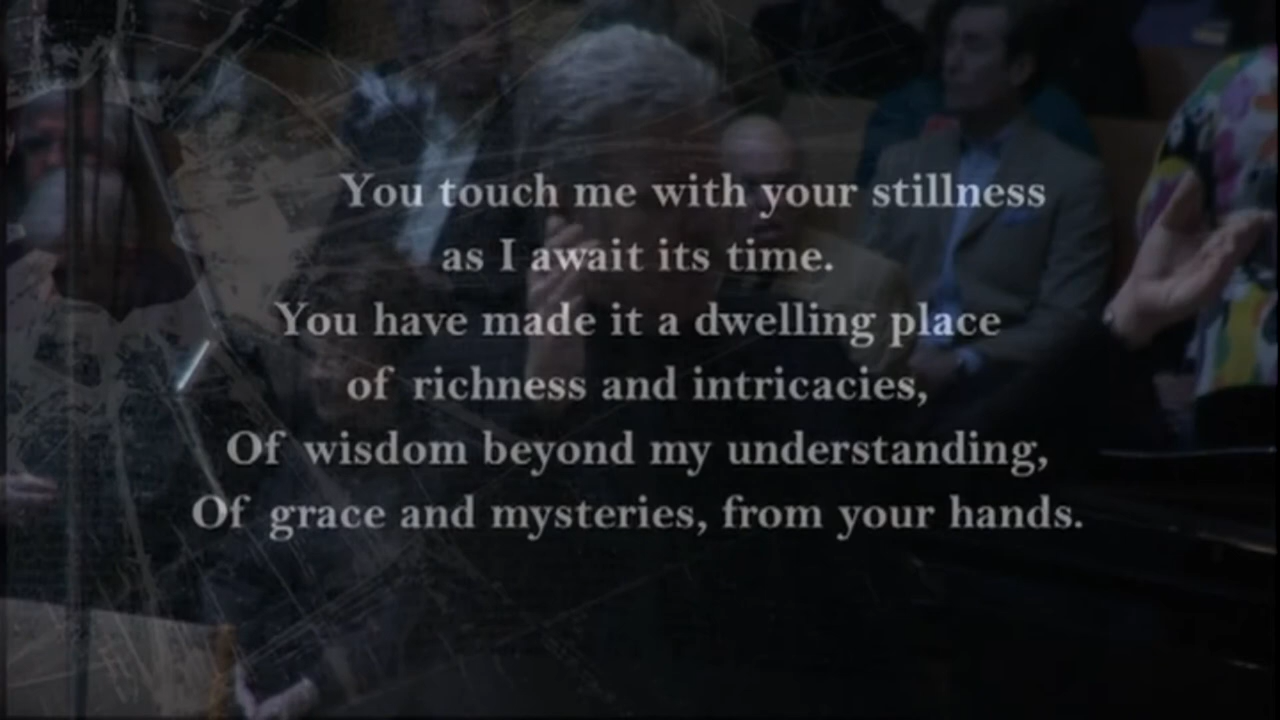 You touch me with your stillness
as I await its time.
You have made it a dwelling place
of richness and intricacies,
Of wisdom beyond my understanding,
Of grace and mysteries, from your hands.